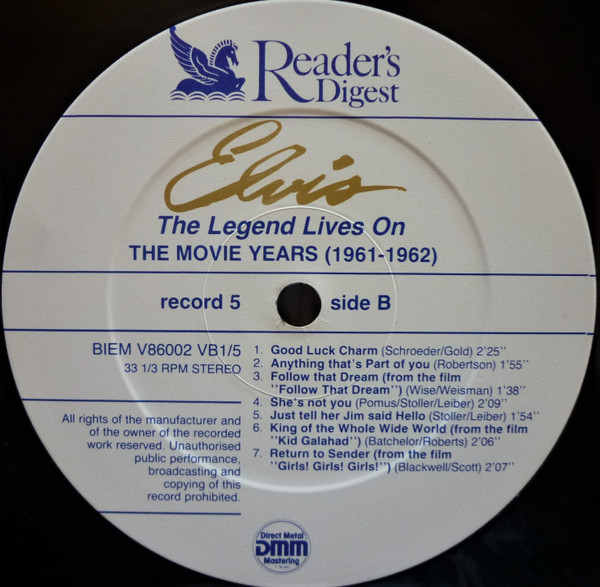 Reader's
Digest
Elvis
The Legend Lives On
THE MOVIE YEARS (1961-1962)
record 5 side B
BIEM V86002 VB1/5
33 1/3 RPM STEREO
All rights of the manufacturer and
of the owner of the recorded
work reserved. Unauthorised
public performance,
broadcasting and
copying of this
record prohibited.
1. Good Luck Charm (Schroeder/Gold) 2'25''
2. Anything that's Part of you (Robertson) 1'55''
3. Follow that Dream (from the film
''Follow That Dream'') (Wise/Weisman) 1'38''
4. She's not you (Pomus/Stoller/Leiber) 2'09''
5. Just tell her Jim said Hello (Stoller/Leiber) 1'54''
6. King of the Whole Wide World (from the film
''Kid Galahad'') (Batchelor/Roberts) 2'06''
7. Return to Sender (from the film
''Girls! Girls! Girls!'') (Blackwell/Scott) 2'07''
Direct Metal
DMM
Mastering